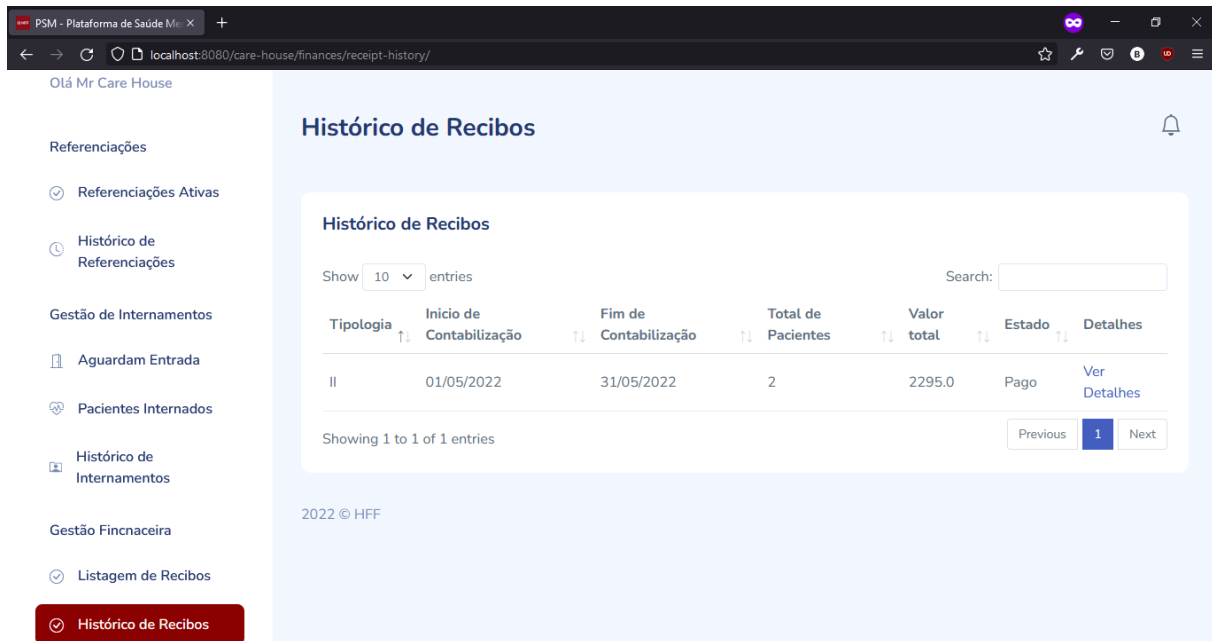 PSM - Plataforma de Saúde Me
localhost:8080/care-house/finances/receipt-history/
Olá Mr Care House
Referenciações
Referenciações Ativas
Histórico de
Referenciações
Gestão de Internamentos
Aguardam Entrada
Pacientes Internados
Histórico de
Internamentos
Gestão Fincnaceira
Listagem de Recibos
Histórico de Recibos
Histórico de Recibos
Histórico de Recibos
Show 10 entries Search:
Tipologia Inicio de Contabilização Fim de Contabilização Total de Pacientes Valor total Estado Detalhes
II 01/05/2022 31/05/2022 2 2295.0 Pago Ver Detalhes
Showing 1 to 1 of 1 entries Previous 1 Next
2022 © HFF